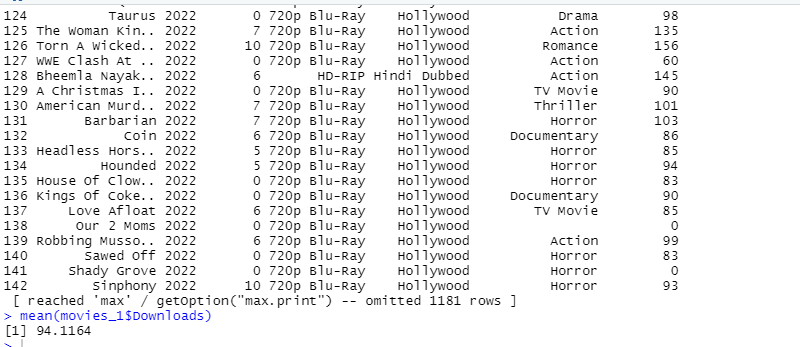 124 Taurus 2022 0 720p Blu-Ray Hollywood Drama 98
125 The Woman Kin.. 2022 7 720p Blu-Ray Hollywood Action 135
126 Torn A Wicked.. 2022 10 720p Blu-Ray Hollywood Romance 156
127 WWE Clash At .. 2022 0 720p Blu-Ray Hollywood Action 60
128 Bheemla Nayak.. 2022 6 HD-RIP Hindi Dubbed Action 145
129 A Christmas I.. 2022 0 720p Blu-Ray Hollywood TV Movie 90
130 American Murd.. 2022 7 720p Blu-Ray Hollywood Thriller 101
131 Barbarian 2022 7 720p Blu-Ray Hollywood Horror 103
132 Coin 2022 6 720p Blu-Ray Hollywood Documentary 86
133 Headless Hors.. 2022 5 720p Blu-Ray Hollywood Horror 85
134 Hounded 2022 5 720p Blu-Ray Hollywood Horror 94
135 House Of Clow.. 2022 0 720p Blu-Ray Hollywood Horror 83
136 Kings Of Coke.. 2022 0 720p Blu-Ray Hollywood Documentary 90
137 Love Afloat 2022 6 720p Blu-Ray Hollywood TV Movie 85
138 Our 2 Moms 2022 0 720p Blu-Ray Hollywood 0
139 Robbing Musso.. 2022 6 720p Blu-Ray Hollywood Action 99
140 Sawed Off 2022 0 720p Blu-Ray Hollywood Horror 83
141 Shady Grove 2022 0 720p Blu-Ray Hollywood Horror 0
142 Sinphony 2022 10 720p Blu-Ray Hollywood Horror 93
[ reached 'max' / getOption("max.print") -- omitted 1181 rows ]
> mean(movies_1$Downloads)
[1] 94.1164
>